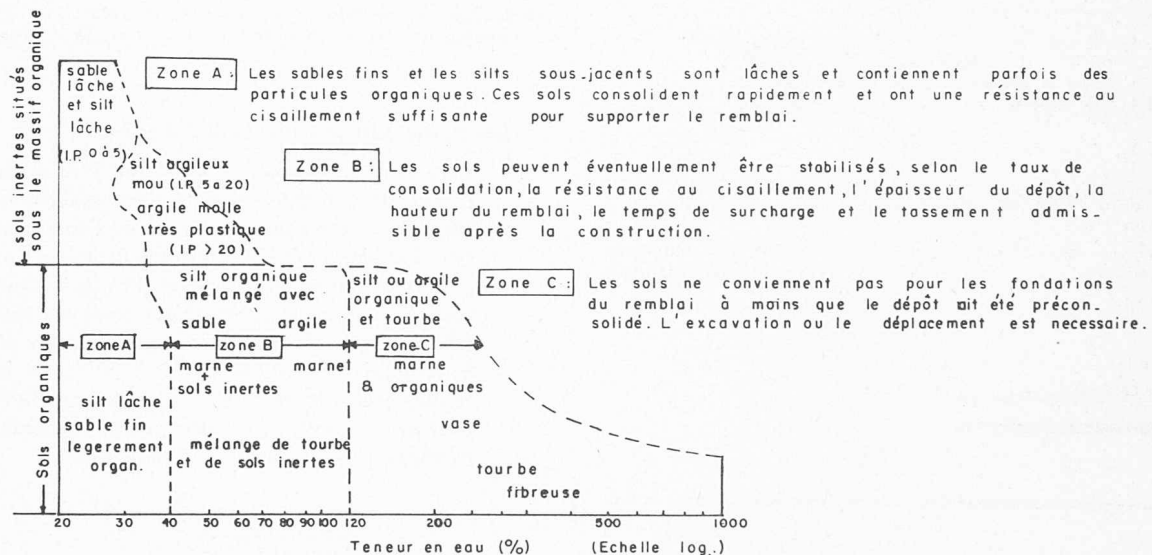 sols inertes situés
sous le massif organique
Sols organiques
sable
lâche
et silt
lâche
(I.P. 0 à 5)
silt argileux
mou (I.P. 5 a 20)
argile molle
très plastique
(I P > 20)
Zone A :
Les sables fins et les silts sous-jacents sont lâches et contiennent parfois des
particules organiques. Ces sols consolident rapidement et ont une résistance au
cisaillement suffisante pour supporter le remblai.
Zone B :
Les sols peuvent éventuellement être stabilisés, selon le taux de
consolidation, la résistance au cisaillement, l'épaisseur du dépôt, la
hauteur du remblai, le temps de surcharge et le tassement admis-
sible après la construction.
Zone C :
Les sols ne conviennent pas pour les fondations
du remblai à moins que le dépôt ait été précon-
solidé. L'excavation ou le déplacement est necessaire.
silt organique
mélangé avec
sable argile
silt ou argile
organique
et tourbe
zone A
zone B
zone C
marne marne
+
sols inertes
marne
& organiques
silt lâche
sable fin
legerement
organ.
mélange de tourbe
et de sols inertes
vase
tourbe
fibreuse
20 30 40 50 60 70 80 90 100 120 200 500 1000
Teneur en eau (%) (Echelle log.)